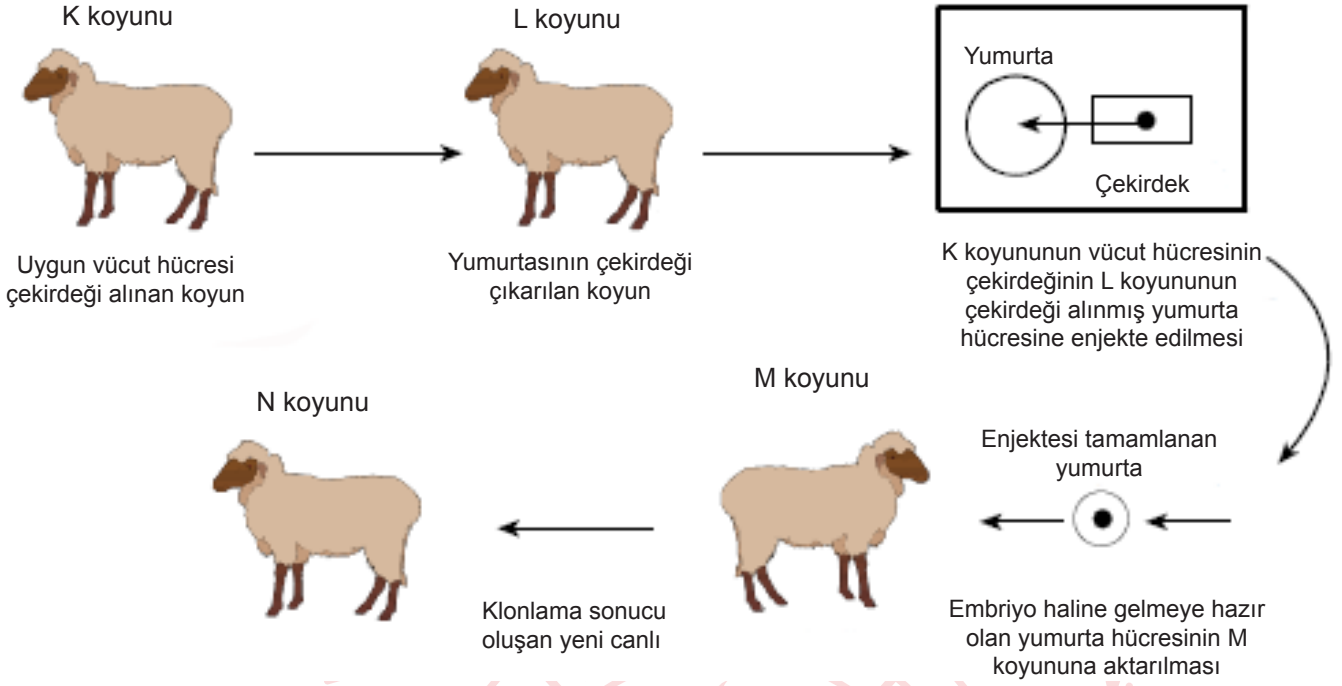 K koyunu
Uygun vücut hücresi
çekirdeği alınan koyun
L koyunu
Yumurtasının çekirdeği
çıkarılan koyun
Yumurta
Çekirdek
K koyununun vücut hücresinin
çekirdeğinin L koyununun
çekirdeği alınmış yumurta
hücresine enjekte edilmesi
Enjektesi tamamlanan
yumurta
Embriyo haline gelmeye hazır
olan yumurta hücresinin M
koyununa aktarılması
M koyunu
N koyunu
Klonlama sonucu
oluşan yeni canlı